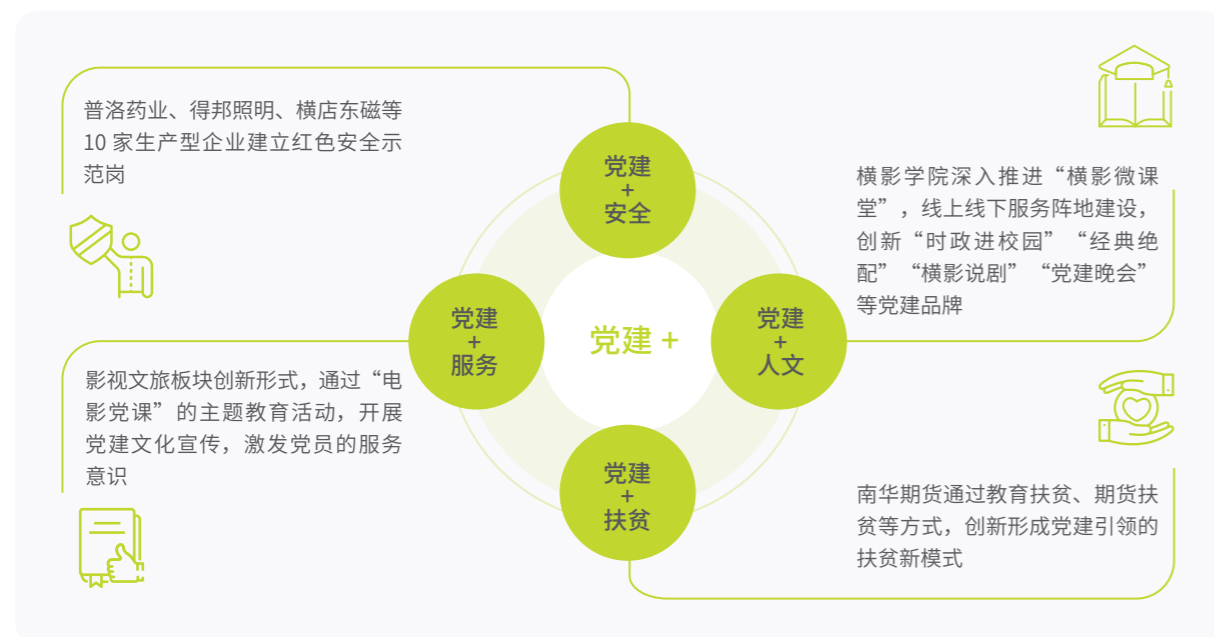 普洛药业、得邦照明、横店东磁等
10 家生产型企业建立红色安全示
范岗
党建
+
安全
横影学院深入推进“横影微课
堂”，线上线下服务阵地建设，
创新“时政进校园”“经典绝
配”“横影说剧”“党建晚会”
等党建品牌
党建
+
服务
党建 +
党建
+
人文
影视文旅板块创新形式，通过“电
影党课”的主题教育活动，开展
党建文化宣传，激发党员的服务
意识
党建
+
扶贫
南华期货通过教育扶贫、期货扶
贫等方式，创新形成党建引领的
扶贫新模式